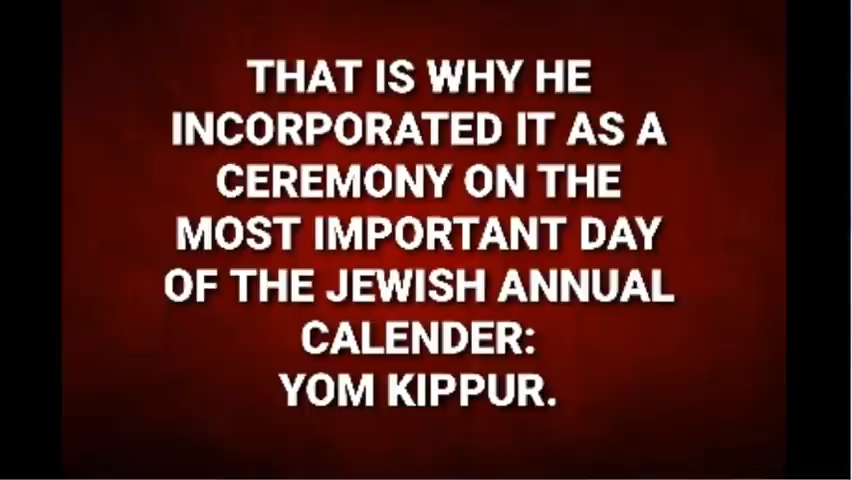 THAT IS WHY HE
INCORPORATED IT AS A
CEREMONY ON THE
MOST IMPORTANT DAY
OF THE JEWISH ANNUAL
CALENDER:
YOM KIPPUR.